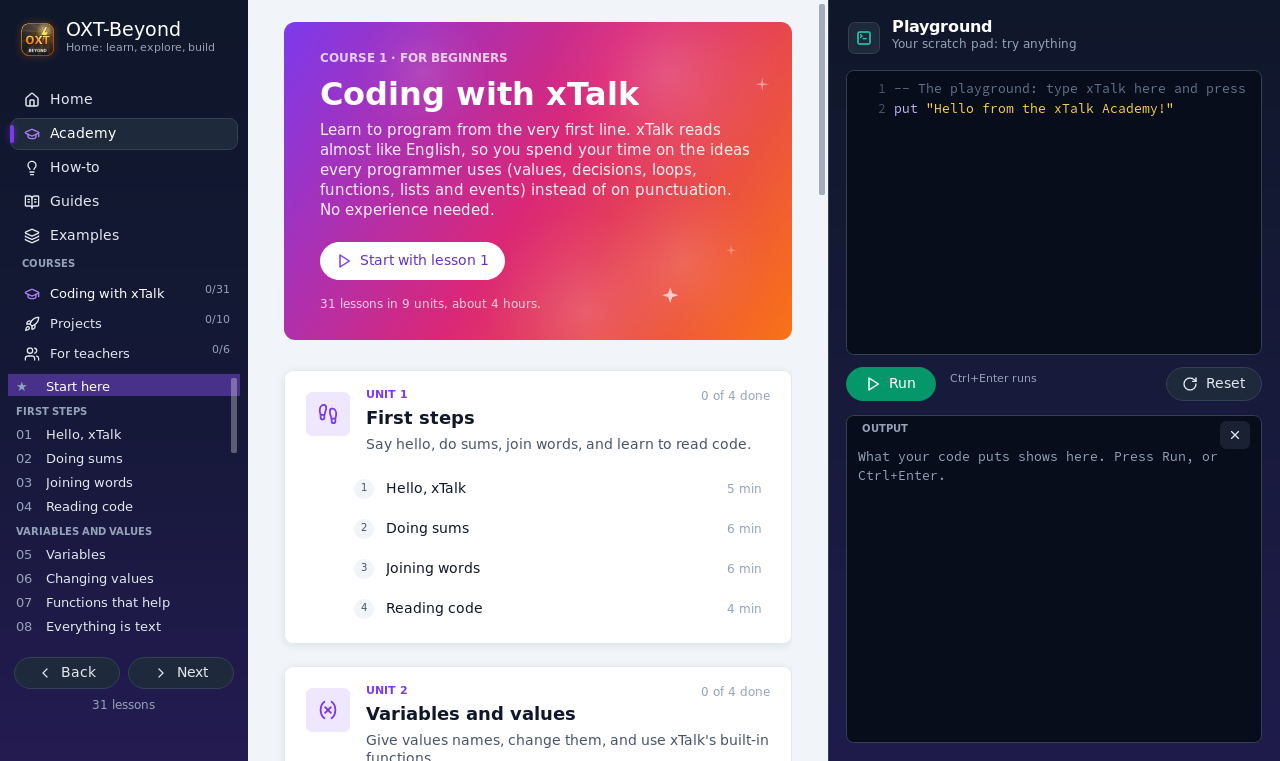 OXT
BEYOND
OXT-Beyond
Home: learn, explore, build
Home
Academy
How-to
Guides
Examples
COURSES
Coding with xTalk 0/31
Projects 0/10
For teachers 0/6
★ Start here
FIRST STEPS
01 Hello, xTalk
02 Doing sums
03 Joining words
04 Reading code
VARIABLES AND VALUES
05 Variables
06 Changing values
07 Functions that help
08 Everything is text
Back Next
31 lessons
COURSE 1 · FOR BEGINNERS
Coding with xTalk
Learn to program from the very first line. xTalk reads
almost like English, so you spend your time on the ideas
every programmer uses (values, decisions, loops,
functions, lists and events) instead of on punctuation.
No experience needed.
Start with lesson 1
31 lessons in 9 units, about 4 hours.
UNIT 1 0 of 4 done
First steps
Say hello, do sums, join words, and learn to read code.
1 Hello, xTalk 5 min
2 Doing sums 6 min
3 Joining words 6 min
4 Reading code 4 min
UNIT 2 0 of 4 done
Variables and values
Give values names, change them, and use xTalk's built-in
functions.
Playground
Your scratch pad: try anything
1 -- The playground: type xTalk here and press
2 put "Hello from the xTalk Academy!"
Run Ctrl+Enter runs Reset
OUTPUT
What your code puts shows here. Press Run, or
Ctrl+Enter.